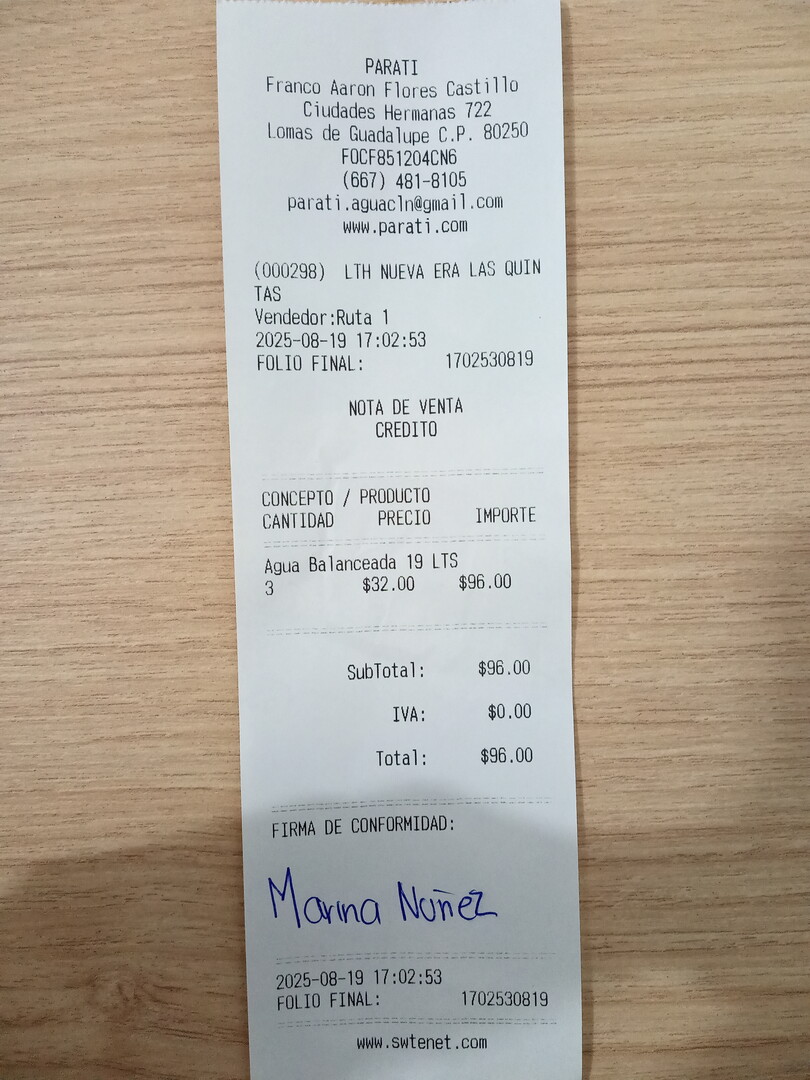 PARATI
Franco Aaron Flores Castillo
Ciudades Hermanas 722
Lomas de Guadalupe C.P. 80250
FOCF851204CN6
(667) 481-8105
parati.aguacln@gmail.com
www.parati.com
(000298) LTH NUEVA ERA LAS QUIN
TAS
Vendedor:Ruta 1
2025-08-19 17:02:53
FOLIO FINAL: 1702530819
NOTA DE VENTA
CREDITO
CONCEPTO / PRODUCTO
CANTIDAD PRECIO IMPORTE
Agua Balanceada 19 LTS
3 $32.00 $96.00
SubTotal: $96.00
IVA: $0.00
Total: $96.00
FIRMA DE CONFORMIDAD:
Marina Nuñez
2025-08-19 17:02:53
FOLIO FINAL: 1702530819
www.swtenet.com